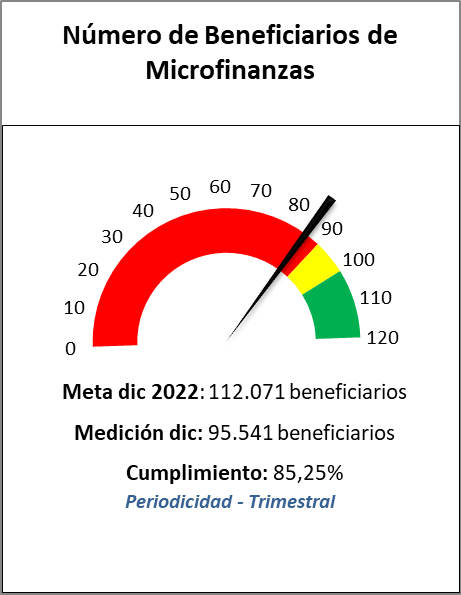 Número de Beneficiarios de
Microfinanzas
0
10
20
30
40
50
60
70
80
90
100
110
120
Meta dic 2022: 112.071 beneficiarios
Medición dic: 95.541 beneficiarios
Cumplimiento: 85,25%
Periodicidad - Trimestral